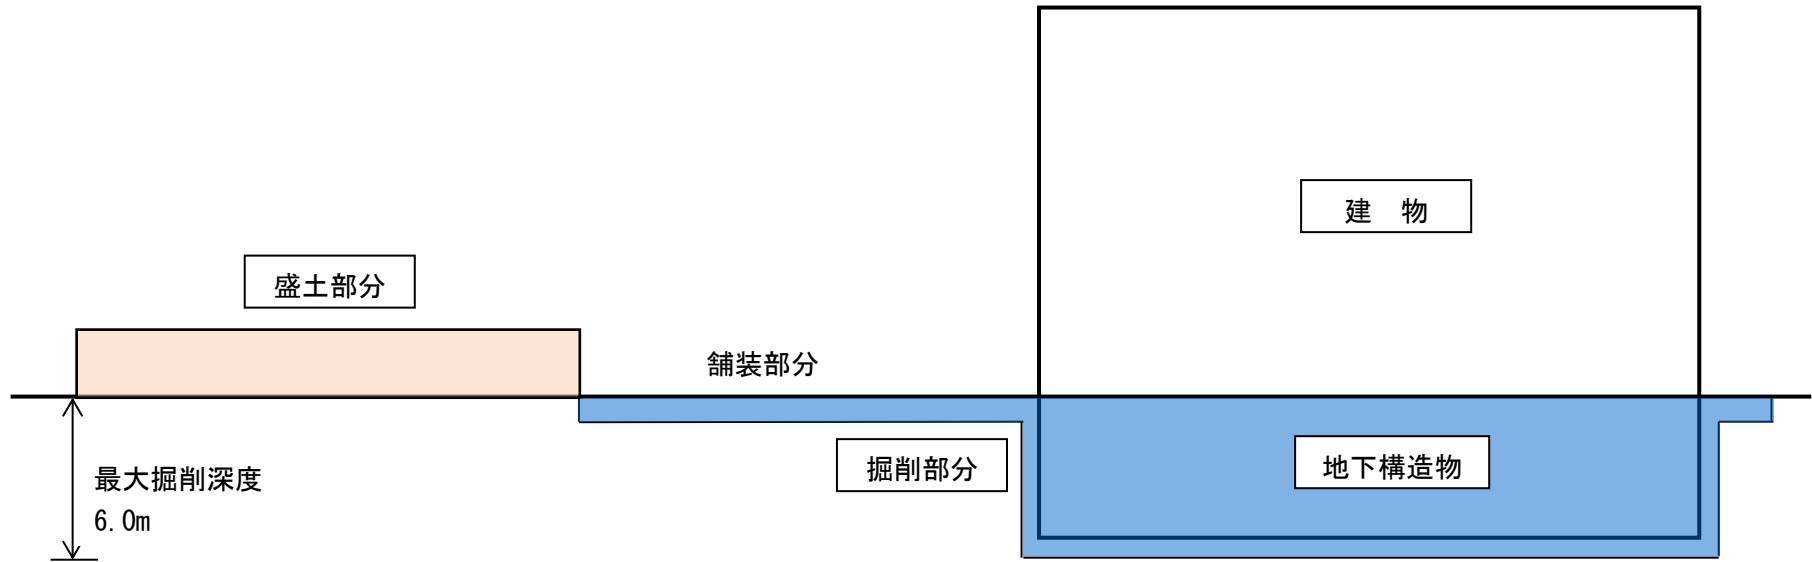 建　物
盛土部分
舗装部分
掘削部分
地下構造物
最大掘削深度
6.0m